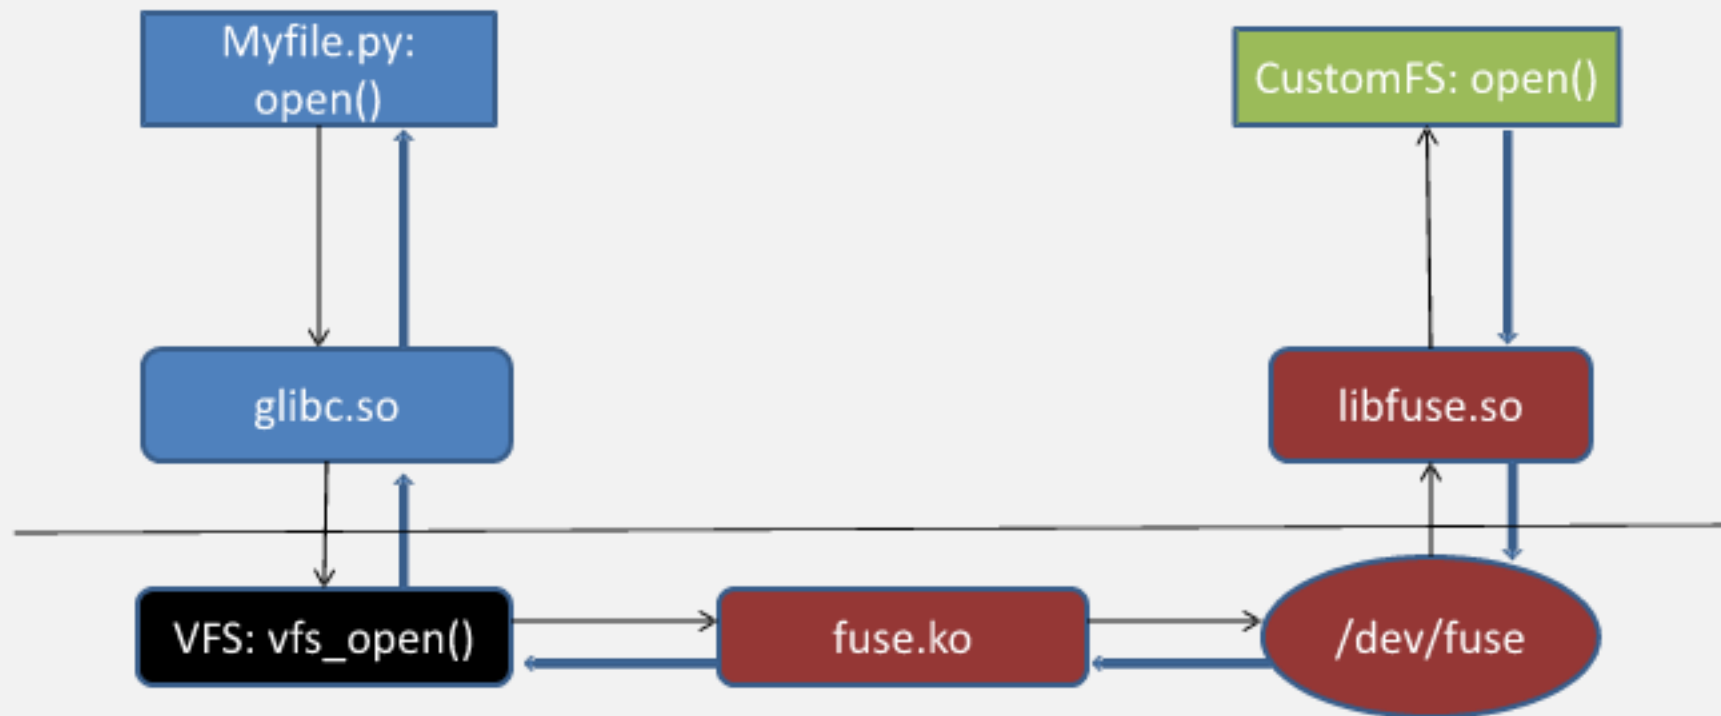 Myfile.py:
open()
CustomFS: open()
glibc.so
libfuse.so
VFS: vfs_open()
fuse.ko
/dev/fuse